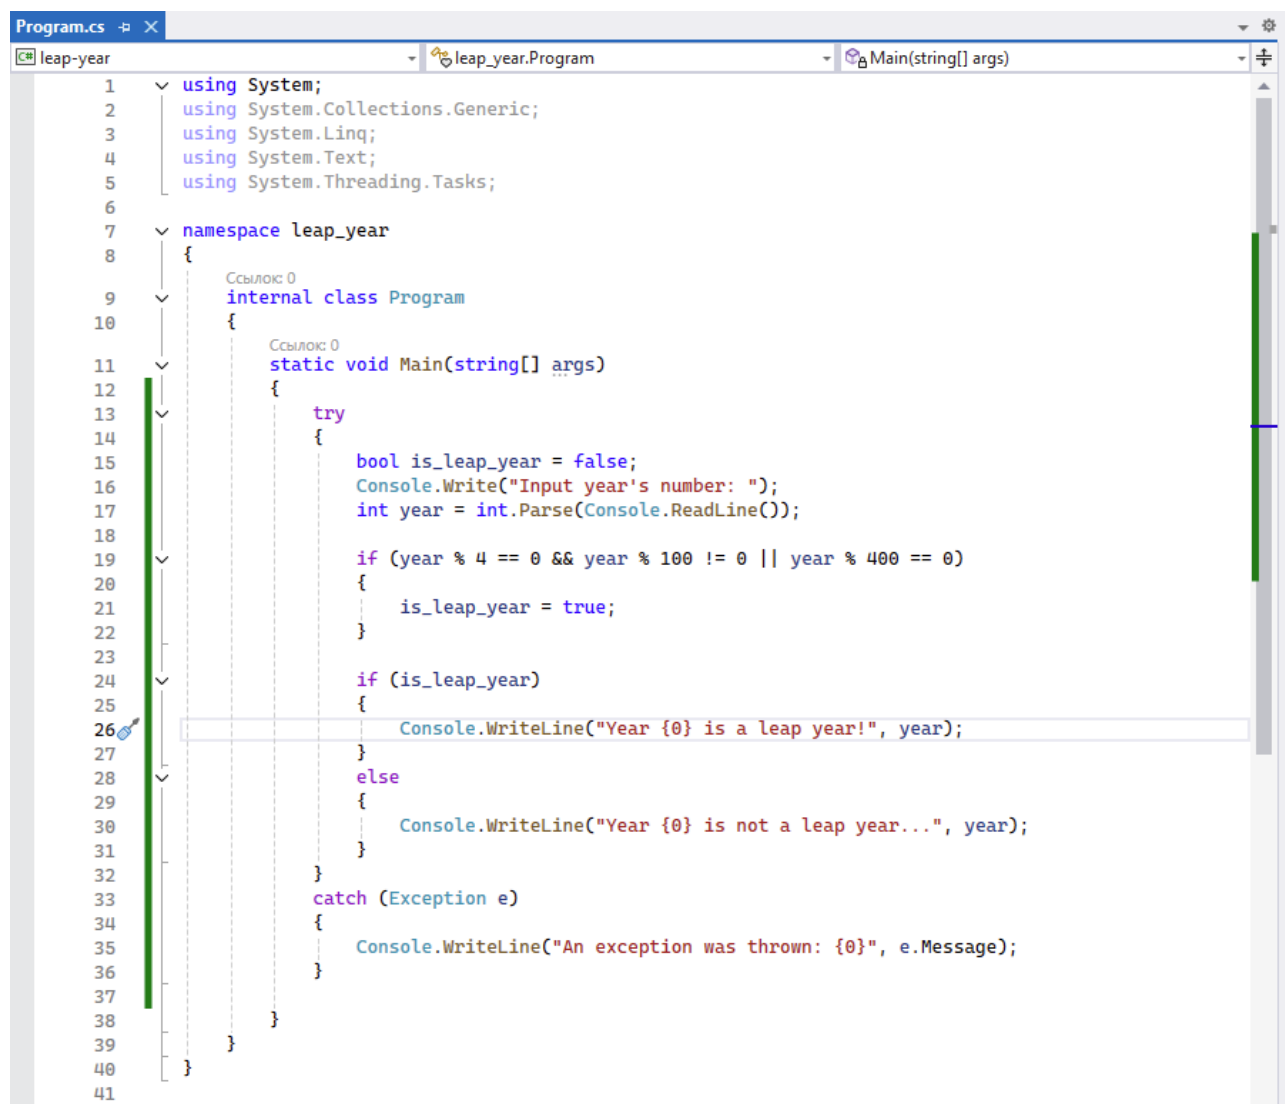 Program.cs
C# leap-year leap_year.Program Main(string[] args)
1 using System;
2 using System.Collections.Generic;
3 using System.Linq;
4 using System.Text;
5 using System.Threading.Tasks;
6
7 namespace leap_year
8 {
Ссылок: 0
9 internal class Program
10 {
Ссылок: 0
11 static void Main(string[] args)
12 {
13 try
14 {
15 bool is_leap_year = false;
16 Console.Write("Input year's number: ");
17 int year = int.Parse(Console.ReadLine());
18
19 if (year % 4 == 0 && year % 100 != 0 || year % 400 == 0)
20 {
21 is_leap_year = true;
22 }
23
24 if (is_leap_year)
25 {
26 Console.WriteLine("Year {0} is a leap year!", year);
27 }
28 else
29 {
30 Console.WriteLine("Year {0} is not a leap year...", year);
31 }
32 }
33 catch (Exception e)
34 {
35 Console.WriteLine("An exception was thrown: {0}", e.Message);
36 }
37
38 }
39 }
40 }
41